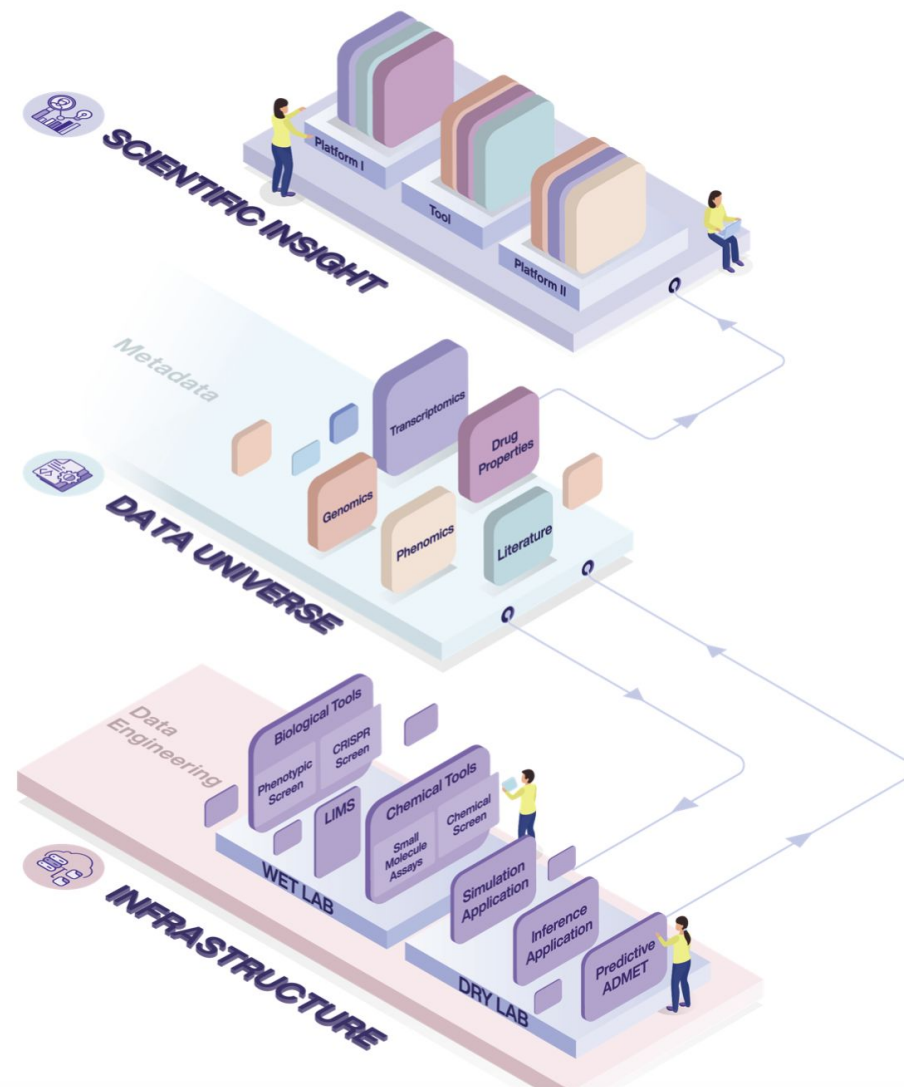 SCIENTIFIC INSIGHT
Platform I
Tool
Platform II
Metadata
Transcriptomics
Drug
Properties
Genomics
Phenomics
Literature
DATA UNIVERSE
Data
Engineering
Biological Tools
Phenotypic
Screen
CRISPR
Screen
LIMS
Chemical Tools
Small
Molecule
Assays
Chemical
Screen
WET LAB
Simulation
Application
Inference
Application
Predictive
ADMET
DRY LAB
INFRASTRUCTURE